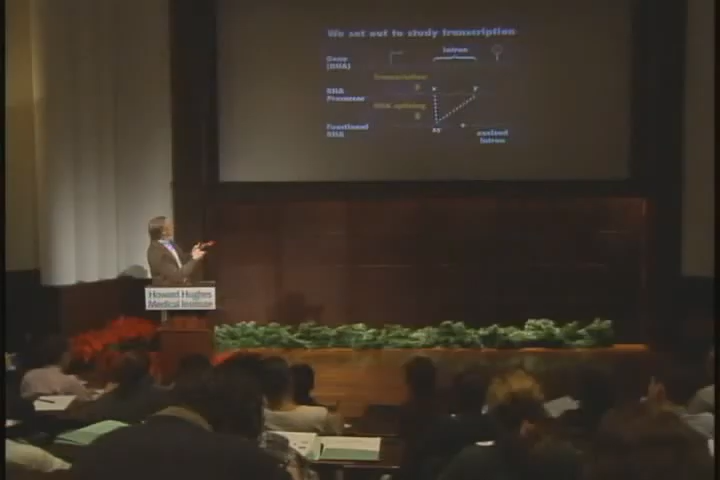 We set out to study transcription
Intron
Gene
(DNA)
Transcription
RNA
Precursor
x y
RNA splicing
Functional
RNA
xy
excised
intron
Howard Hughes
Medical Institute